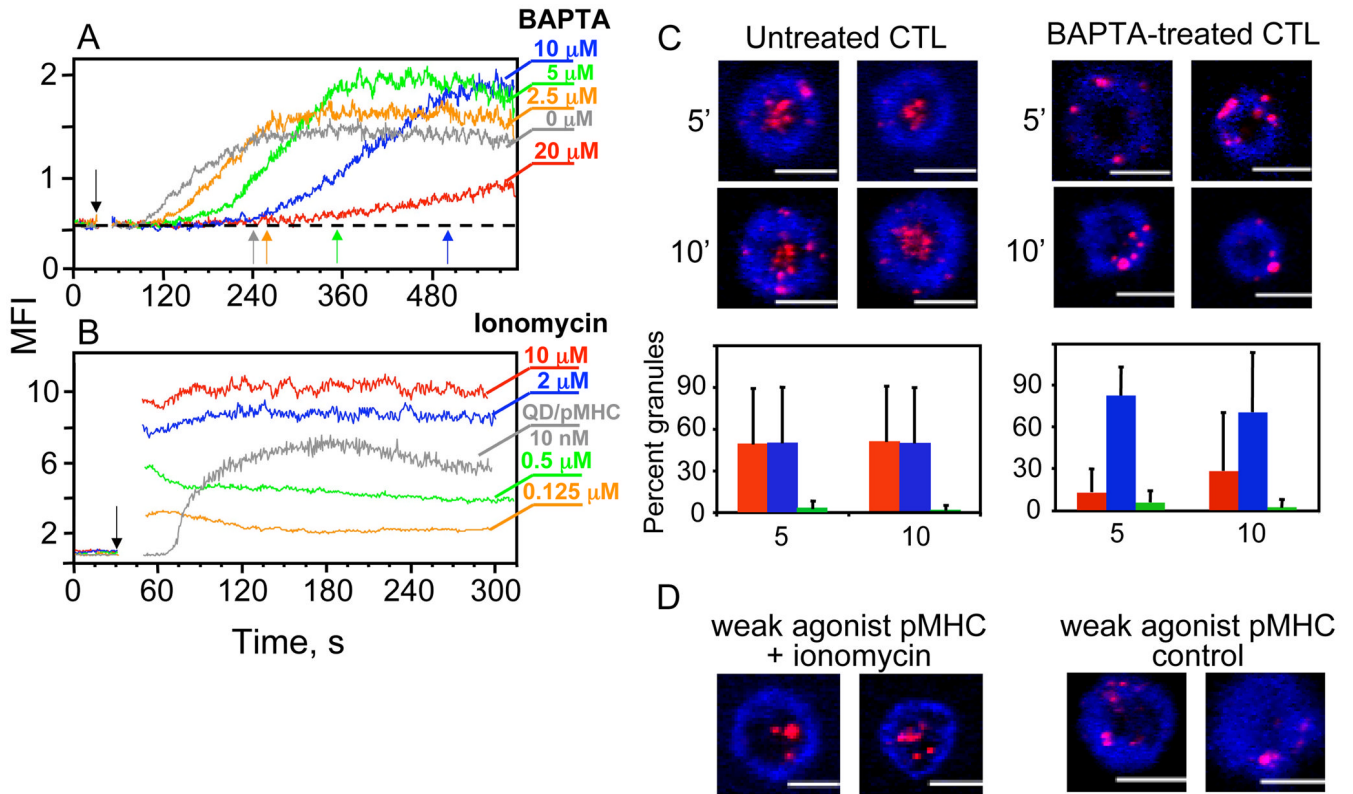 A
BAPTA
10 μM
5 μM
2.5 μM
0 μM
20 μM
2
1
0
0 120 240 360 480
MFI
B
Ionomycin
10 μM
2 μM
QD/pMHC
10 nM
0.5 μM
0.125 μM
10
6
2
0 60 120 180 240 300
Time, s
C
Untreated CTL
BAPTA-treated CTL
5’
10’
5’
10’
Percent granules
90
60
30
0
5 10
90
60
30
0
5 10
D
weak agonist pMHC
+ ionomycin
weak agonist pMHC
control